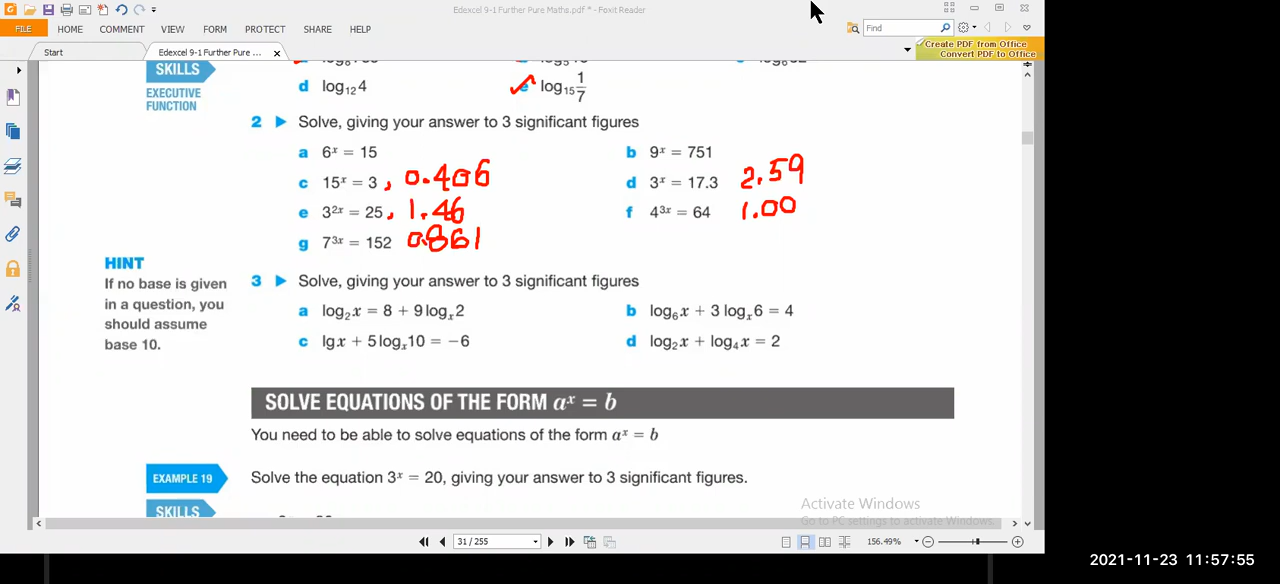 Edexcel 9-1 Further Pure Maths.pdf * - Foxit Reader
FILE HOME COMMENT VIEW FORM PROTECT SHARE HELP
Find
Start
Edexcel 9-1 Further Pure ...
Create PDF from Office
Convert PDF to Office
SKILLS
EXECUTIVE
FUNCTION
d log₁₂4
e log₁₅1/7
2 ▶ Solve, giving your answer to 3 significant figures
a 6ˣ = 15
b 9ˣ = 751
c 15ˣ = 3 , 0.406
d 3ˣ = 17.3 2.59
e 3²ˣ = 25 , 1.46
f 4³ˣ = 64 1.00
g 7³ˣ = 152 0.861
HINT
If no base is given
in a question, you
should assume
base 10.
3 ▶ Solve, giving your answer to 3 significant figures
a log₂x = 8 + 9logₓ2
b log₆x + 3logₓ6 = 4
c lgx + 5logₓ10 = −6
d log₂x + log₄x = 2
SOLVE EQUATIONS OF THE FORM aˣ = b
You need to be able to solve equations of the form aˣ = b
EXAMPLE 19
Solve the equation 3ˣ = 20, giving your answer to 3 significant figures.
SKILLS
Activate Windows
Go to PC settings to activate Windows.
31 / 255
156.49%
2021-11-23 11:57:55